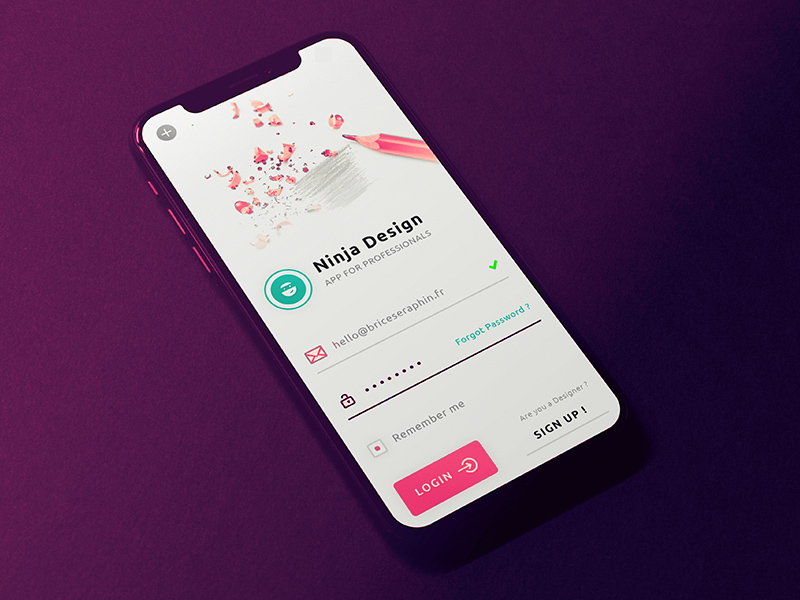 Ninja Design
APP FOR PROFESSIONALS
hello@briceseraphin.fr
Forgot Password ?
Remember me
Are you a Designer ?
SIGN UP !
LOGIN